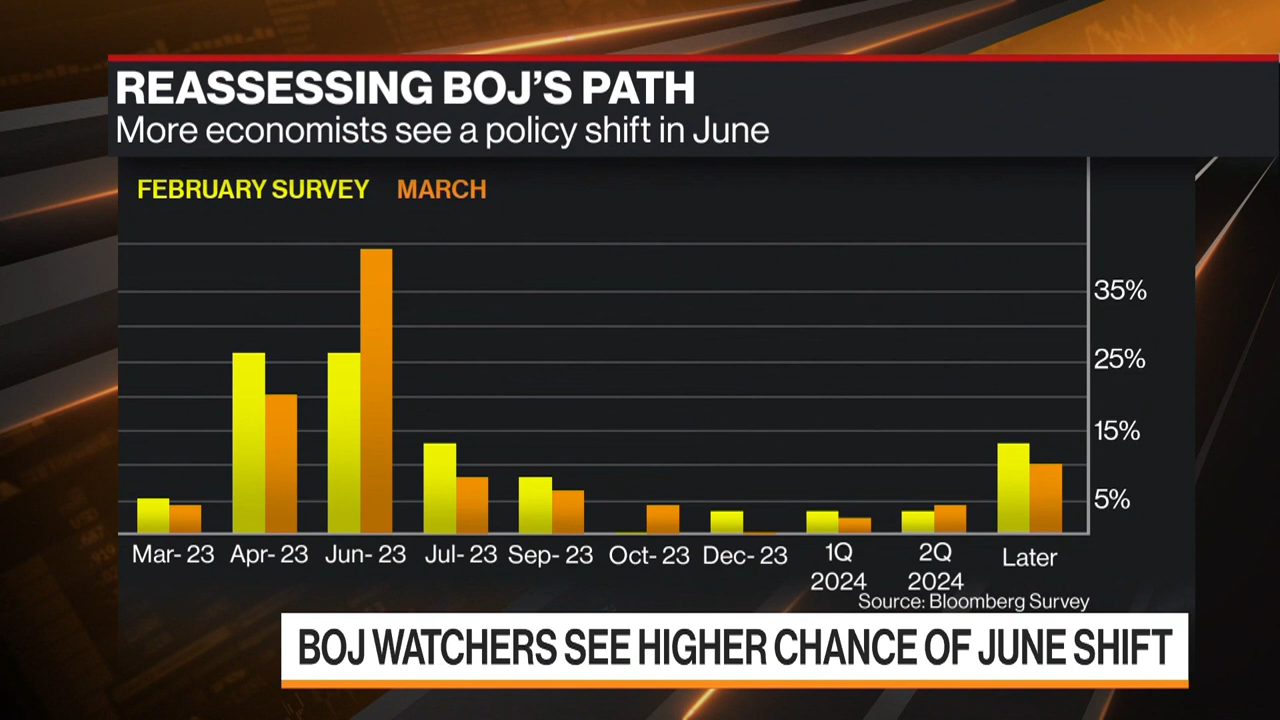 REASSESSING BOJ'S PATH
More economists see a policy shift in June
FEBRUARY SURVEY MARCH
35%
25%
15%
5%
Mar- 23 Apr- 23 Jun- 23 Jul- 23 Sep- 23 Oct- 23 Dec- 23 1Q 2Q Later
2024 2024
Source: Bloomberg Survey
BOJ WATCHERS SEE HIGHER CHANCE OF JUNE SHIFT